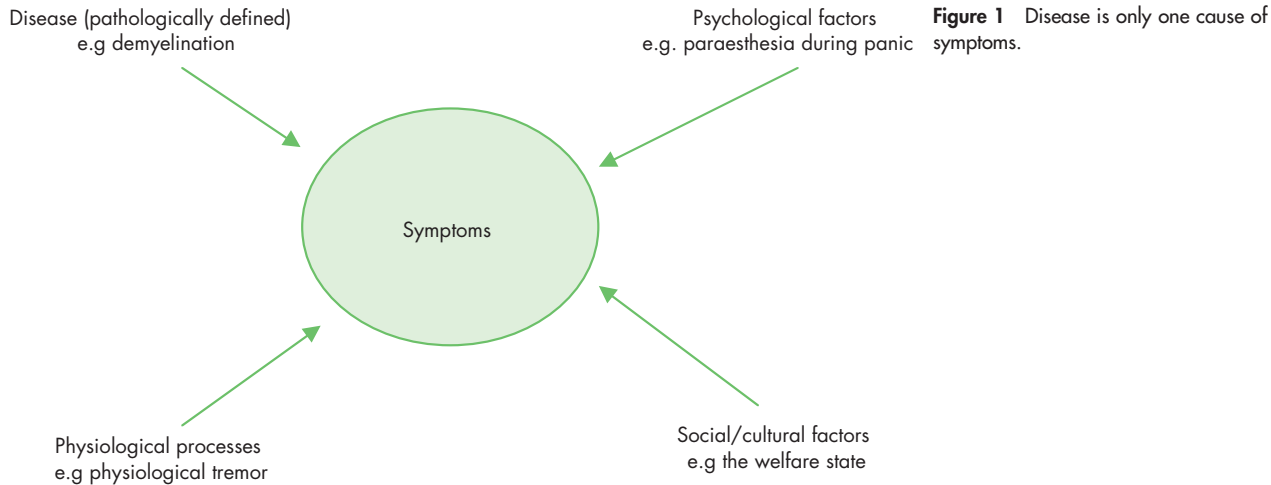 Disease (pathologically defined)
e.g demyelination
Psychological factors
e.g. paraesthesia during panic
Figure 1 Disease is only one cause of
symptoms.
Symptoms
Physiological processes
e.g physiological tremor
Social/cultural factors
e.g the welfare state